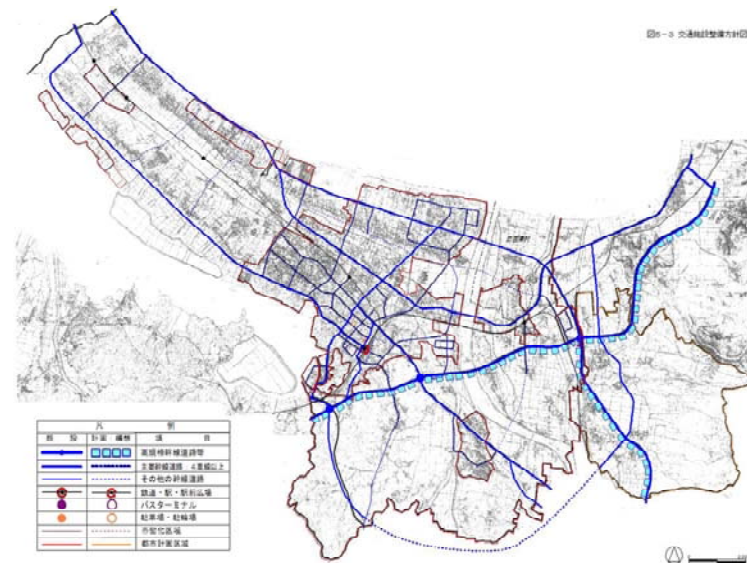 図5-3 交通施設整備方針図
日吉津村
凡 例
既 設 計画 構想 項 目
高規格幹線道路等
主要幹線道路 4車線以上
その他の幹線道路
鉄道・駅・駅前広場
バスターミナル
駐車場・駐輪場
市街化区域
都市計画区域